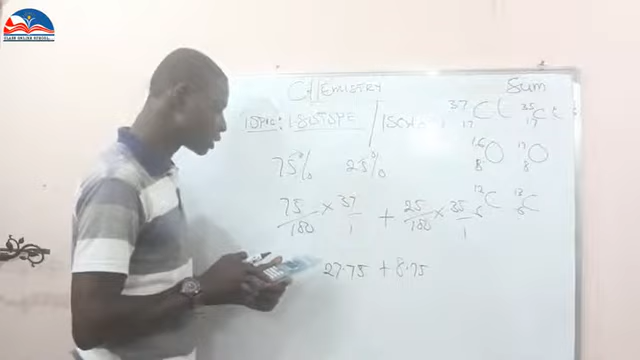 CHEMISTRY
Sum
TOPIC: ISOTOPE /
37 Cl 35 Cl
17 17
75% 25%
16 O 17 O
8 8
75/100 × 37/1 + 25/100 × 35/1
12 C 13 C
6 6
27.75 + 8.75